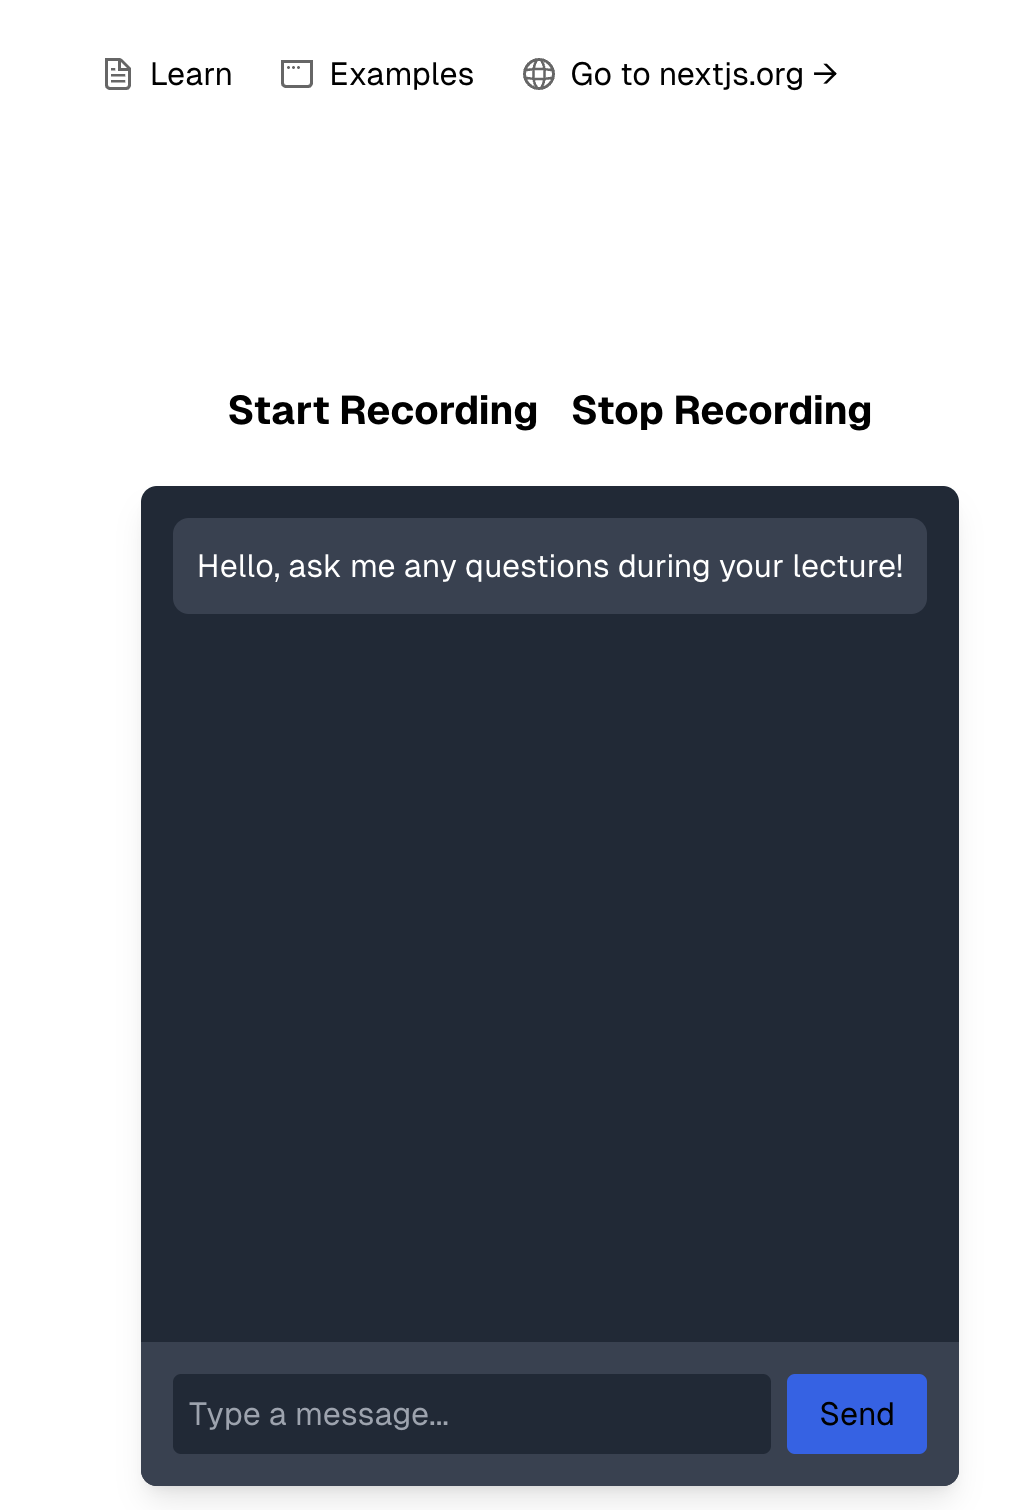 Learn Examples Go to nextjs.org →
Start Recording Stop Recording
Hello, ask me any questions during your lecture!
Type a message... Send